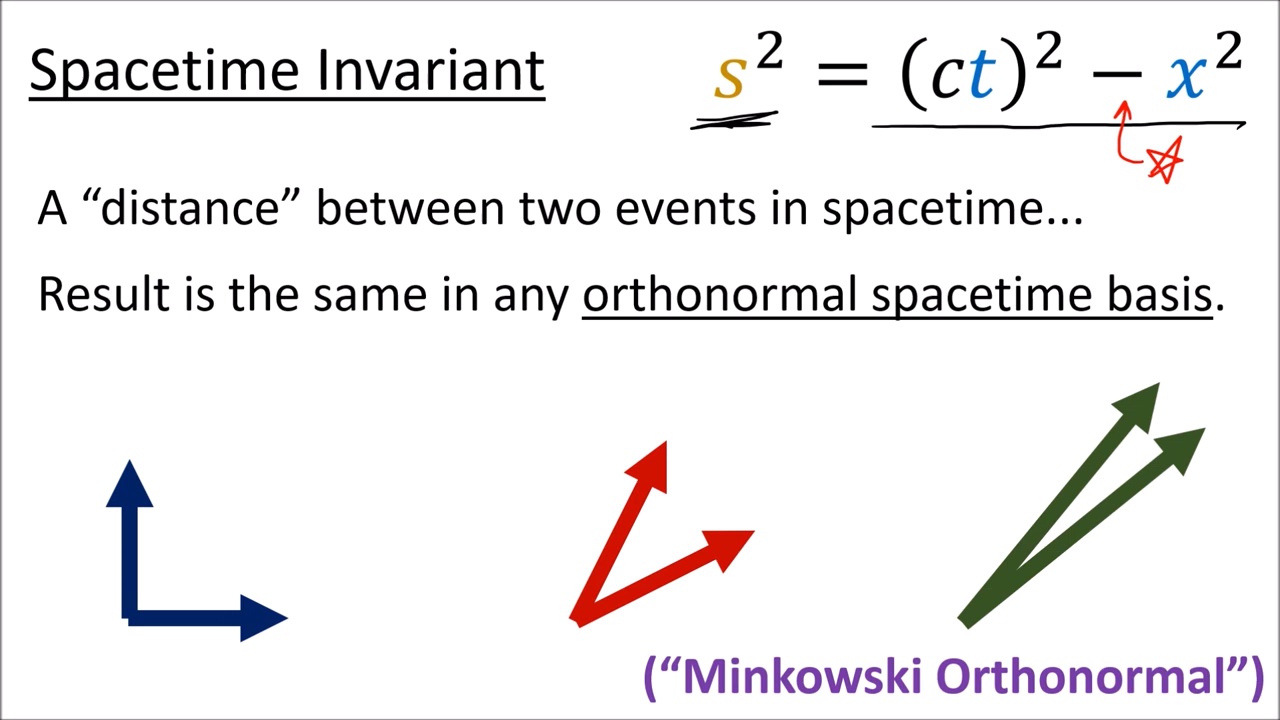 Spacetime Invariant
s² = (ct)² − x²
A “distance” between two events in spacetime...
Result is the same in any orthonormal spacetime basis.
(“Minkowski Orthonormal”)